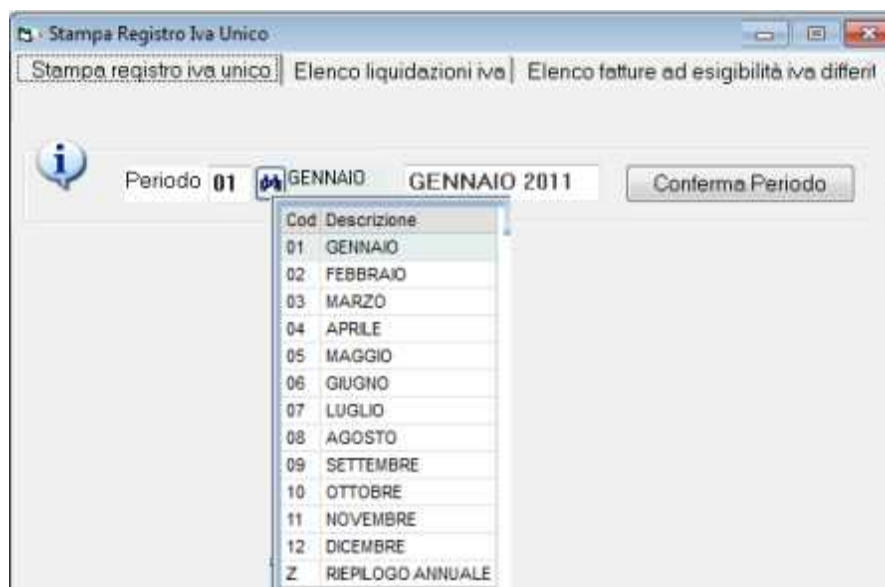 Stampa Registro Iva Unico
Stampa registro iva unico Elenco liquidazioni iva Elenco fatture ad esigibilità iva differit
Periodo 01 GENNAIO GENNAIO 2011 Conferma Periodo
Cod Descrizione
01 GENNAIO
02 FEBBRAIO
03 MARZO
04 APRILE
05 MAGGIO
06 GIUGNO
07 LUGLIO
08 AGOSTO
09 SETTEMBRE
10 OTTOBRE
11 NOVEMBRE
12 DICEMBRE
Z RIEPILOGO ANNUALE